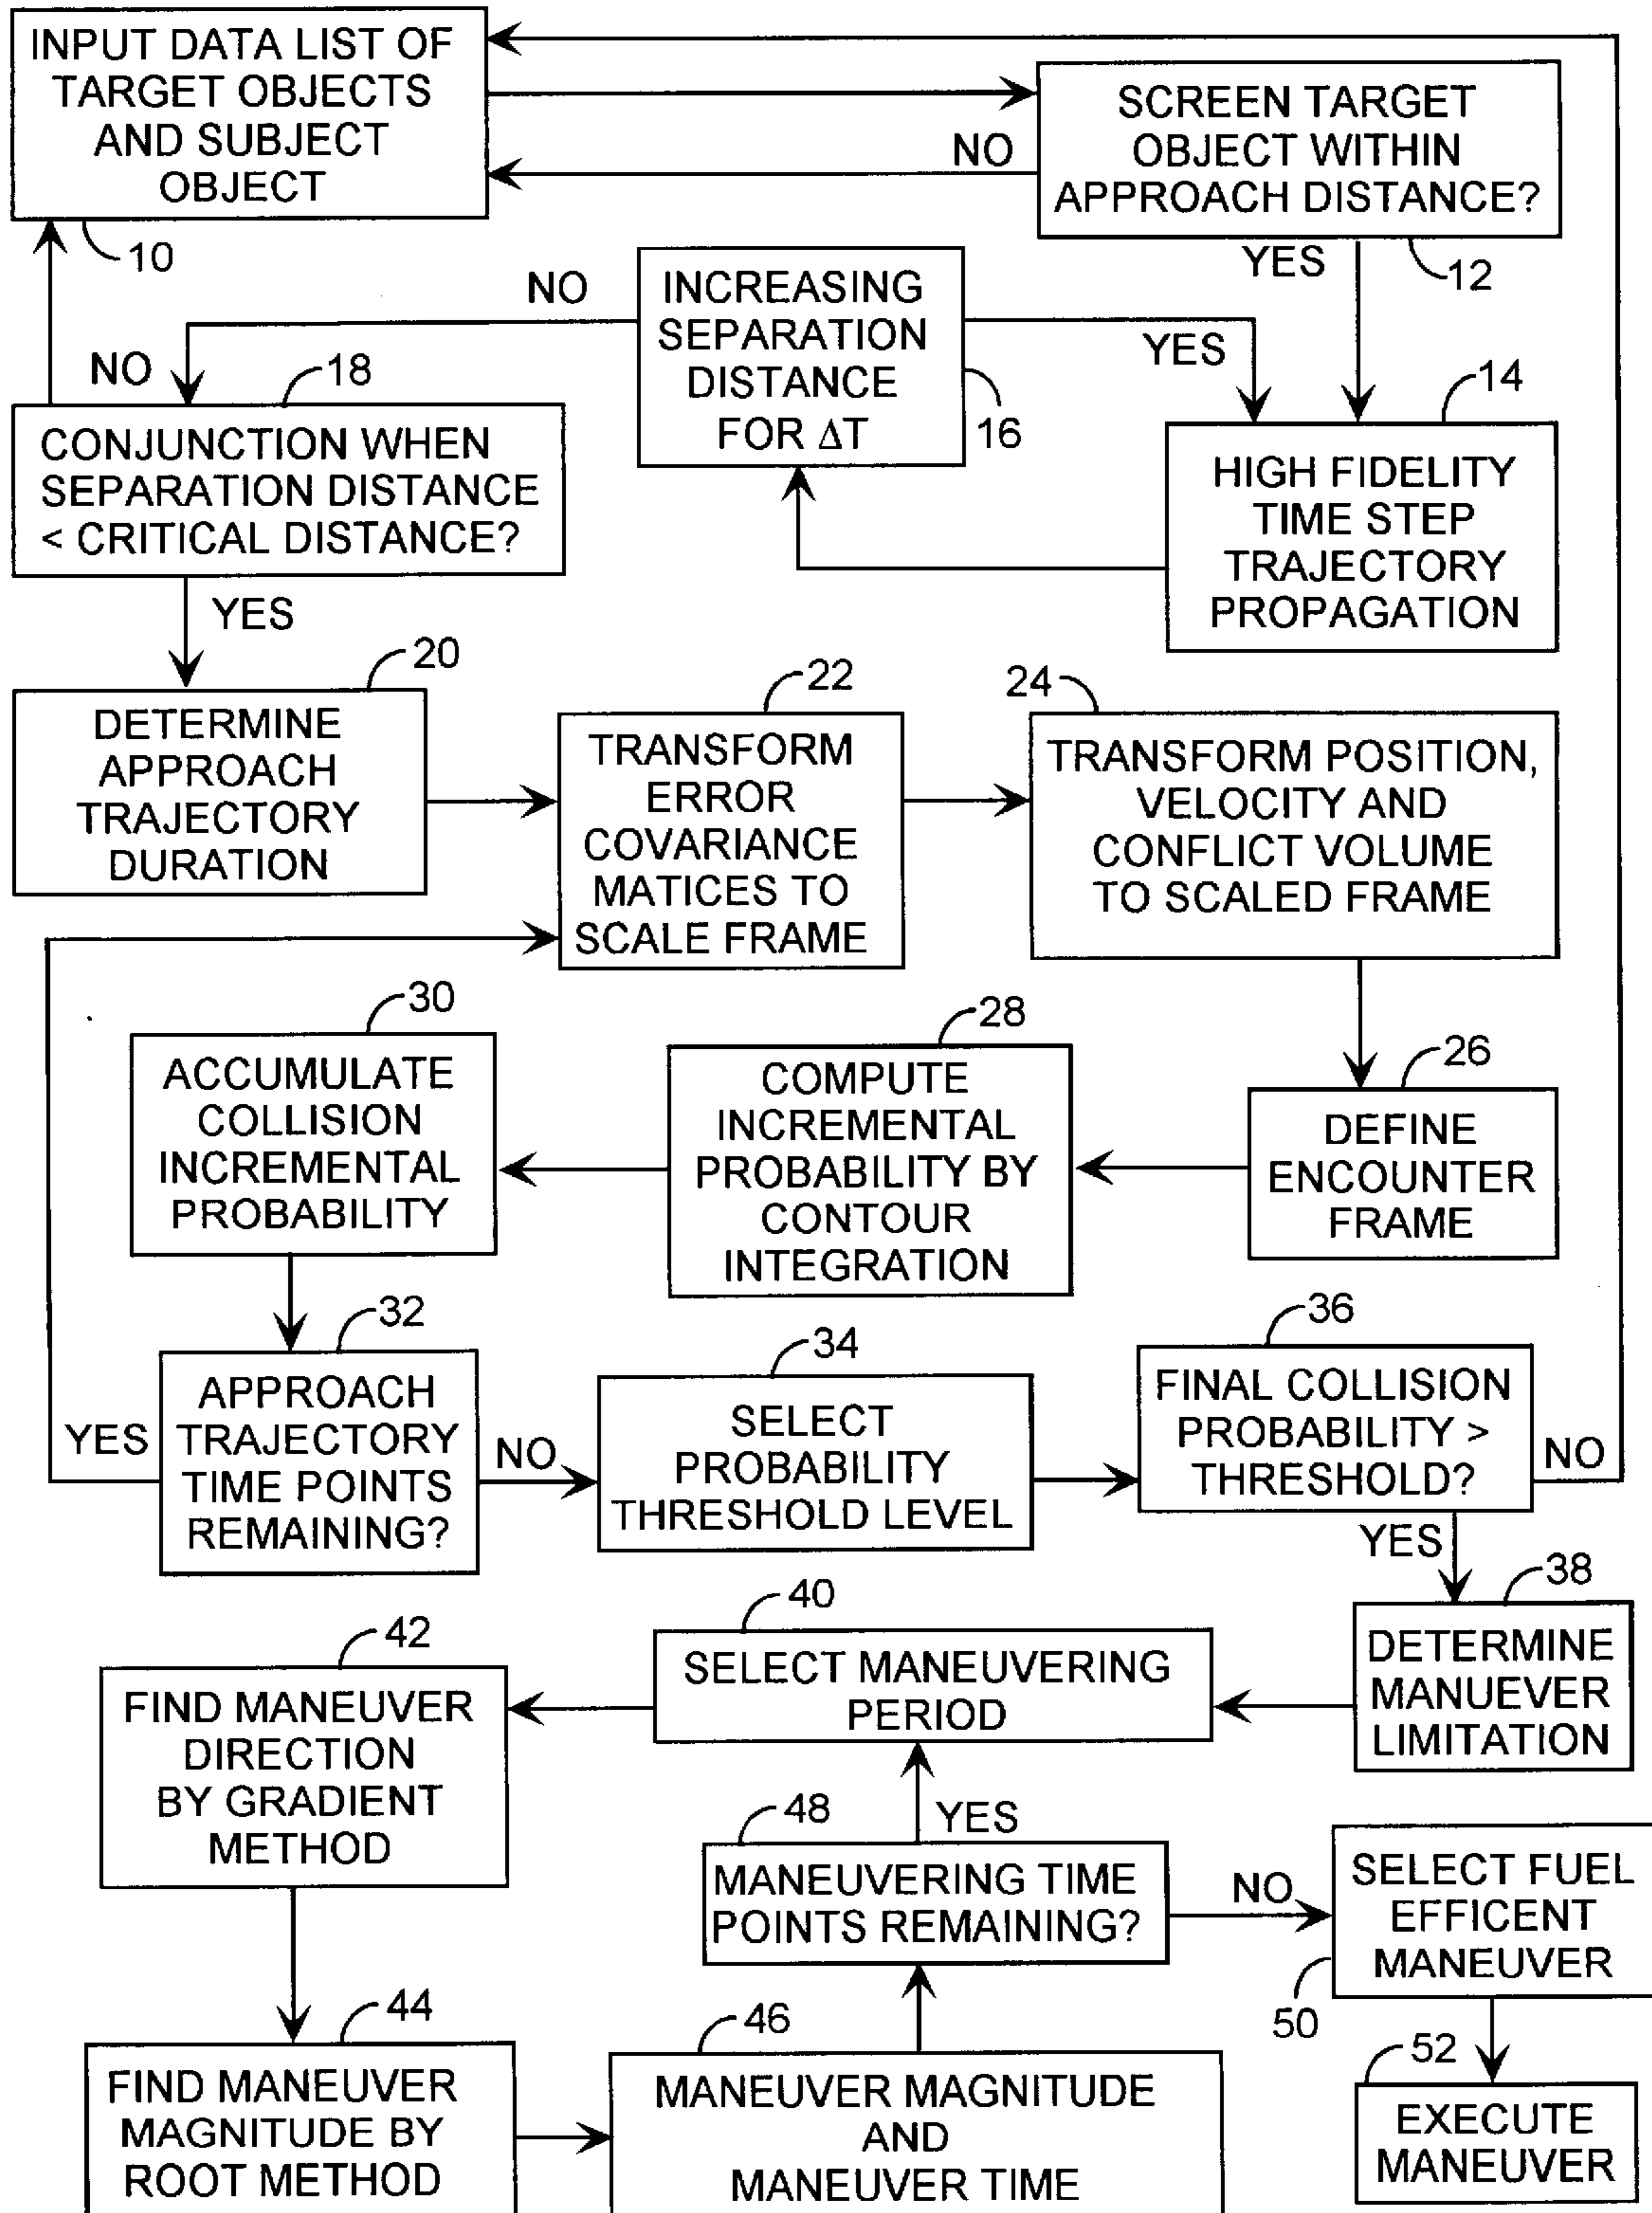 INPUT DATA LIST OF
TARGET OBJECTS
AND SUBJECT
OBJECT
10
SCREEN TARGET
OBJECT WITHIN
APPROACH DISTANCE?
NO
YES
12
INCREASING
SEPARATION
DISTANCE
FOR ΔT
NO
YES
16
14
HIGH FIDELITY
TIME STEP
TRAJECTORY
PROPAGATION
NO
18
CONJUNCTION WHEN
SEPARATION DISTANCE
< CRITICAL DISTANCE?
YES
20
DETERMINE
APPROACH
TRAJECTORY
DURATION
22
TRANSFORM
ERROR
COVARIANCE
MATICES TO
SCALE FRAME
24
TRANSFORM POSITION,
VELOCITY AND
CONFLICT VOLUME
TO SCALED FRAME
26
DEFINE
ENCOUNTER
FRAME
28
COMPUTE
INCREMENTAL
PROBABILITY BY
CONTOUR
INTEGRATION
30
ACCUMULATE
COLLISION
INCREMENTAL
PROBABILITY
32
APPROACH
TRAJECTORY
TIME POINTS
REMAINING?
YES
NO
34
SELECT
PROBABILITY
THRESHOLD LEVEL
36
FINAL COLLISION
PROBABILITY >
THRESHOLD?
NO
YES
38
DETERMINE
MANUEVER
LIMITATION
40
SELECT MANEUVERING
PERIOD
42
FIND MANEUVER
DIRECTION
BY GRADIENT
METHOD
44
FIND MANEUVER
MAGNITUDE BY
ROOT METHOD
46
MANEUVER MAGNITUDE
AND
MANEUVER TIME
48
YES
MANEUVERING TIME
POINTS REMAINING?
NO
SELECT FUEL
EFFICENT
MANEUVER
50
52
EXECUTE
MANEUVER